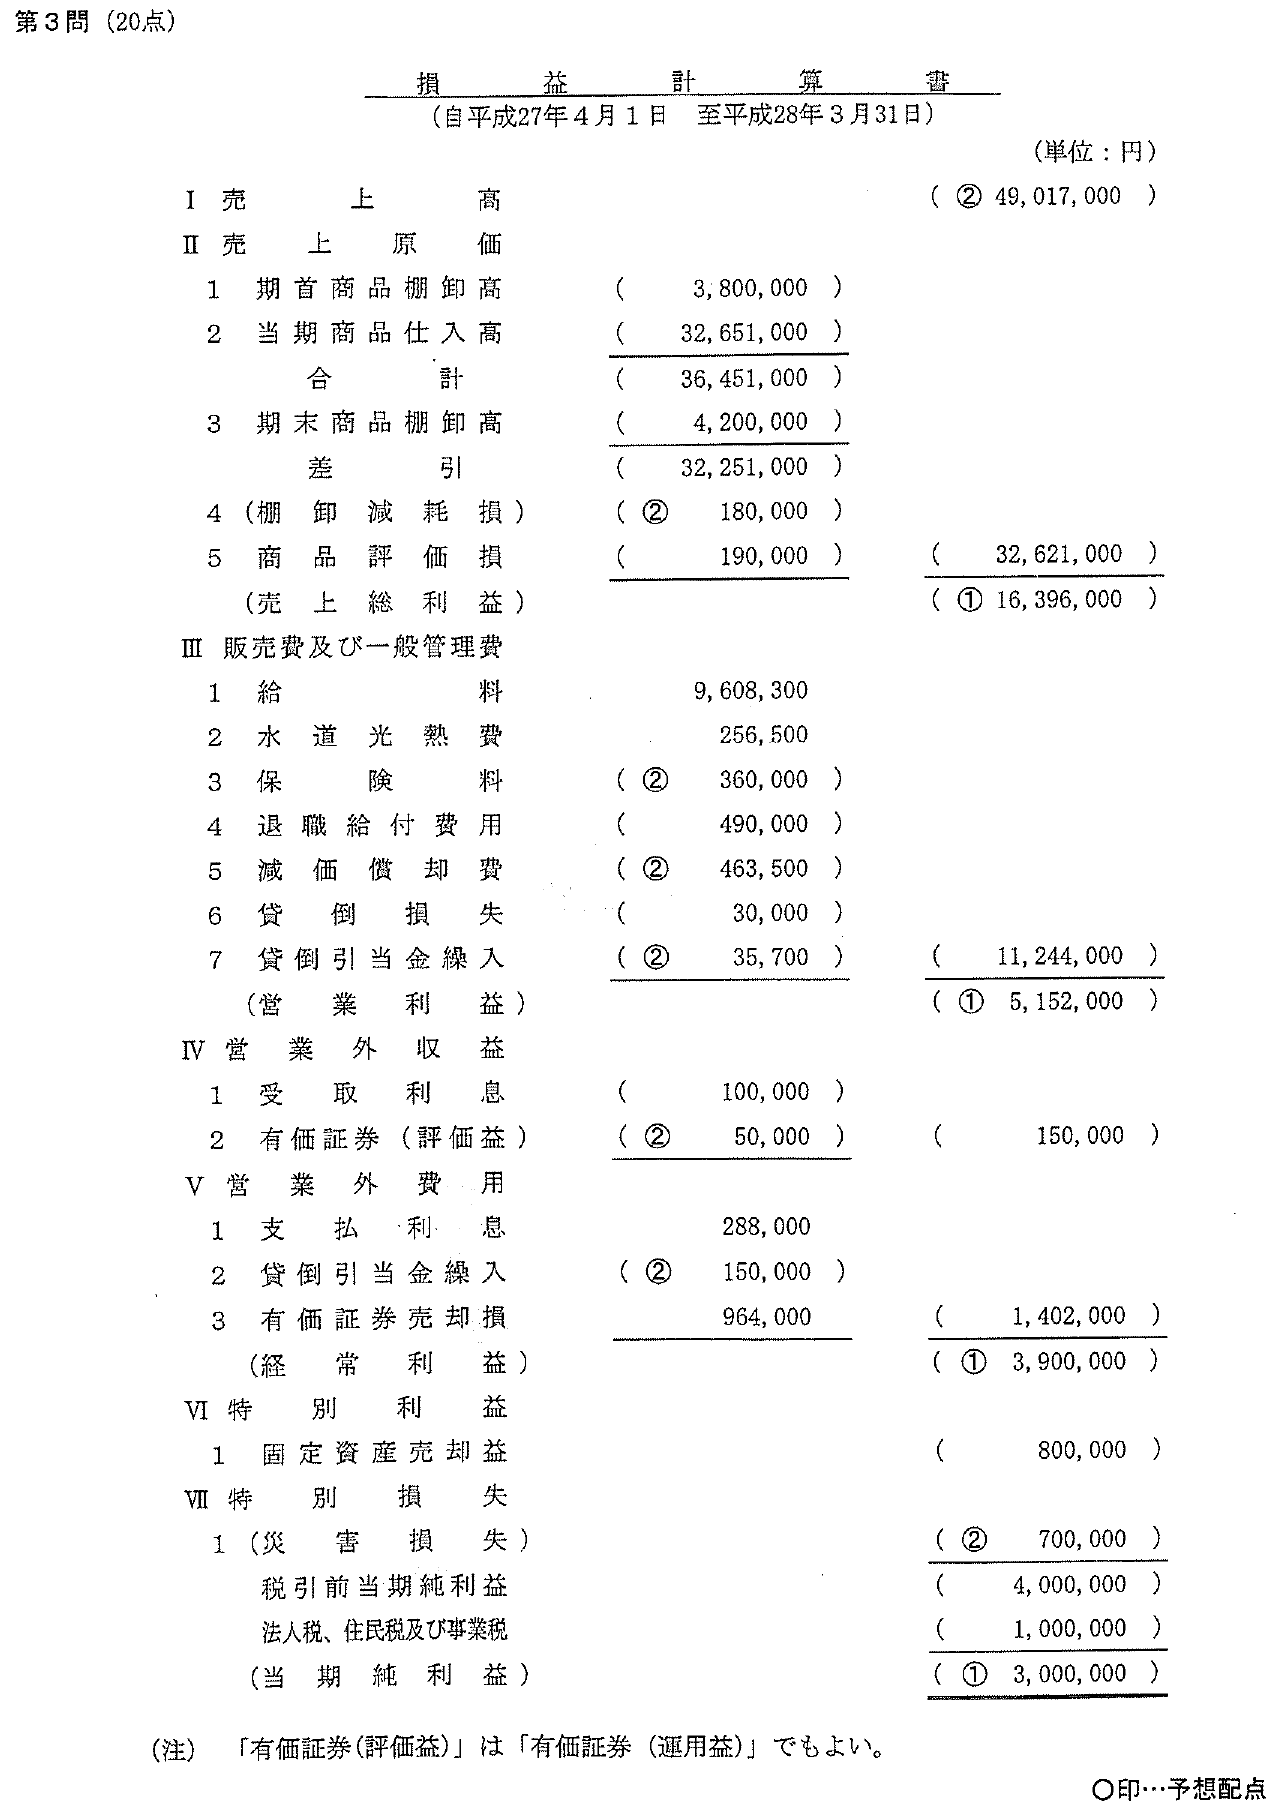 第3問（20点）
損益計算書
（自平成27年4月1日　至平成28年3月31日）
（単位：円）
Ⅰ 売上高 （ ② 49,017,000 ）
Ⅱ 売上原価
1 期首商品棚卸高 （ 3,800,000 ）
2 当期商品仕入高 （ 32,651,000 ）
合計 （ 36,451,000 ）
3 期末商品棚卸高 （ 4,200,000 ）
差引 （ 32,251,000 ）
4 （棚卸減耗損） （ ② 180,000 ）
5 商品評価損 （ 190,000 ） （ 32,621,000 ）
（売上総利益） （ ① 16,396,000 ）
Ⅲ 販売費及び一般管理費
1 給料 9,608,300
2 水道光熱費 256,500
3 保険料 （ ② 360,000 ）
4 退職給付費用 （ 490,000 ）
5 減価償却費 （ ② 463,500 ）
6 貸倒損失 （ 30,000 ）
7 貸倒引当金繰入 （ ② 35,700 ） （ 11,244,000 ）
（営業利益） （ ① 5,152,000 ）
Ⅳ 営業外収益
1 受取利息 （ 100,000 ）
2 有価証券（評価益） （ ② 50,000 ） （ 150,000 ）
Ⅴ 営業外費用
1 支払利息 288,000
2 貸倒引当金繰入 （ ② 150,000 ）
3 有価証券売却損 964,000 （ 1,402,000 ）
（経常利益） （ ① 3,900,000 ）
Ⅵ 特別利益
1 固定資産売却益 （ 800,000 ）
Ⅶ 特別損失
1 （災害損失） （ ② 700,000 ）
税引前当期純利益 （ 4,000,000 ）
法人税、住民税及び事業税 （ 1,000,000 ）
（当期純利益） （ ① 3,000,000 ）
（注）　「有価証券（評価益）」は「有価証券（運用益）」でもよい。
○印…予想配点